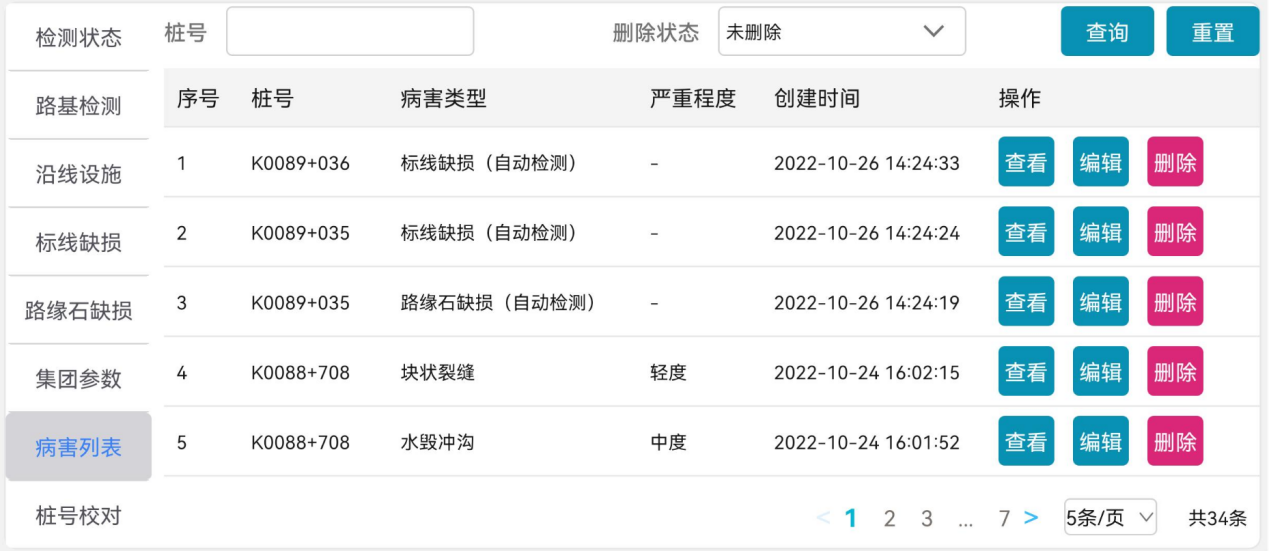 检测状态
路基检测
沿线设施
标线缺损
路缘石缺损
集团参数
病害列表
桩号校对
桩号 删除状态 未删除 查询 重置
序号 桩号 病害类型 严重程度 创建时间 操作
1 K0089+036 标线缺损（自动检测） - 2022-10-26 14:24:33 查看 编辑 删除
2 K0089+035 标线缺损（自动检测） - 2022-10-26 14:24:24 查看 编辑 删除
3 K0089+035 路缘石缺损（自动检测） - 2022-10-26 14:24:19 查看 编辑 删除
4 K0088+708 块状裂缝 轻度 2022-10-24 16:02:15 查看 编辑 删除
5 K0088+708 水毁冲沟 中度 2022-10-24 16:01:52 查看 编辑 删除
< 1 2 3 ... 7 > 5条/页 共34条